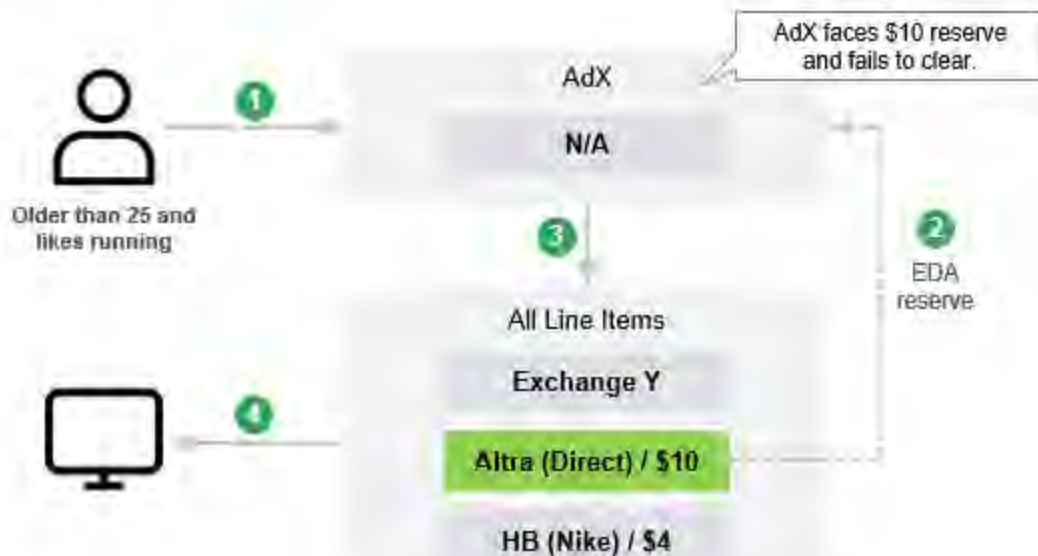 AdX faces $10 reserve
and fails to clear.
AdX
1
N/A
Older than 25 and
likes running
3
2
EDA
reserve
All Line Items
Exchange Y
4
Altra (Direct) / $10
HB (Nike) / $4